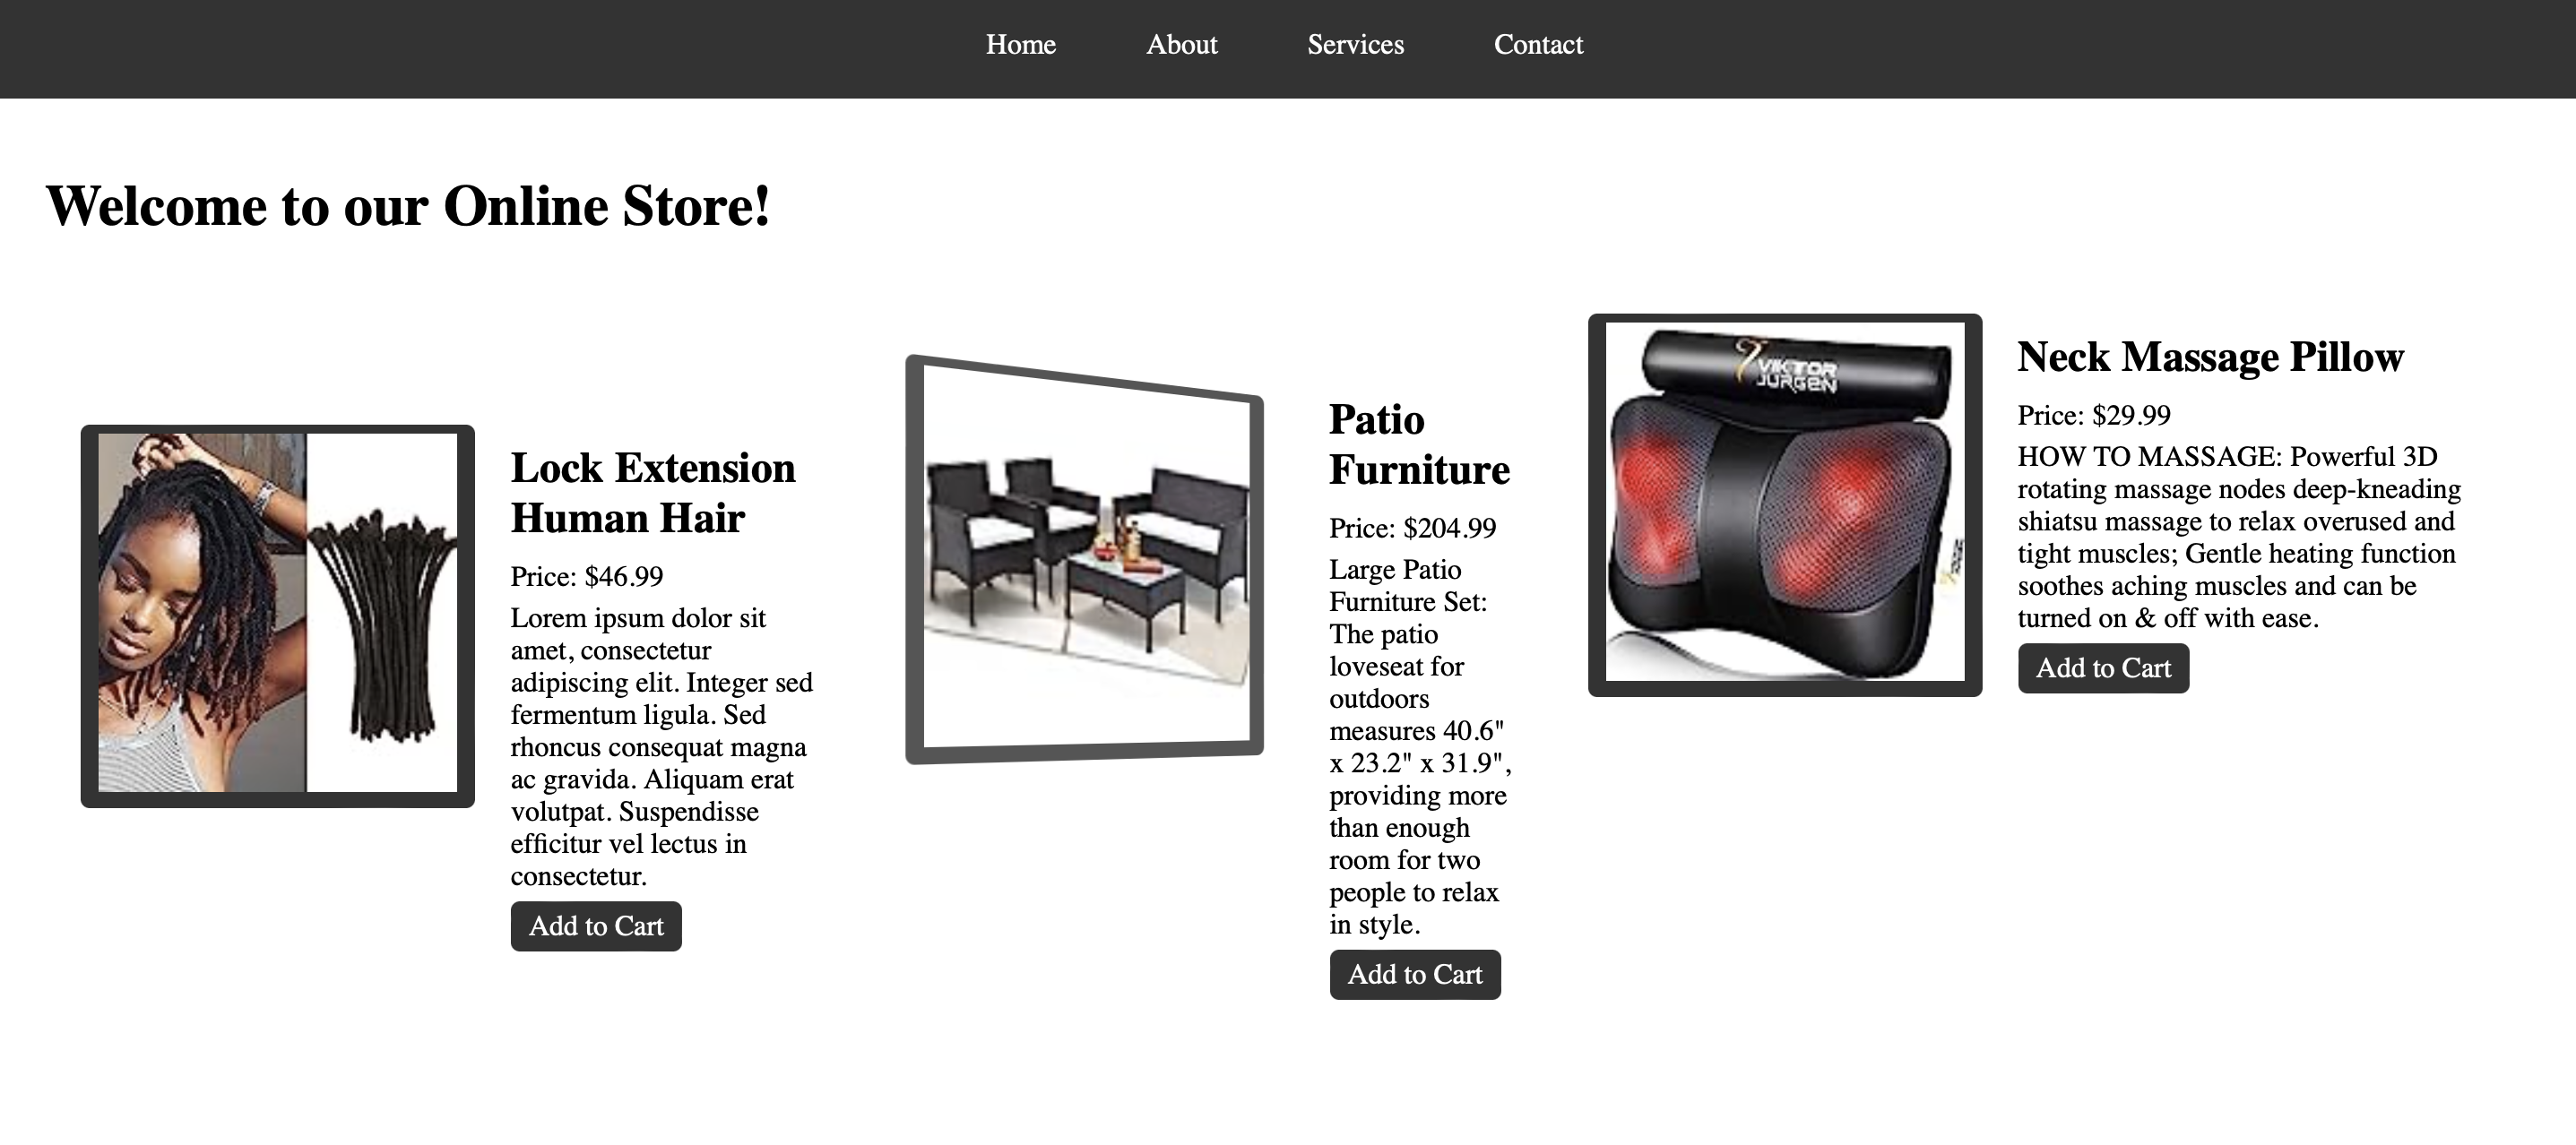 Home About Services Contact
Welcome to our Online Store!
Lock Extension
Human Hair
Price: $46.99
Lorem ipsum dolor sit
amet, consectetur
adipiscing elit. Integer sed
fermentum ligula. Sed
rhoncus consequat magna
ac gravida. Aliquam erat
volutpat. Suspendisse
efficitur vel lectus in
consectetur.
Add to Cart
Patio
Furniture
Price: $204.99
Large Patio
Furniture Set:
The patio
loveseat for
outdoors
measures 40.6"
x 23.2" x 31.9",
providing more
than enough
room for two
people to relax
in style.
Add to Cart
VIKTOR
JURGEN
Neck Massage Pillow
Price: $29.99
HOW TO MASSAGE: Powerful 3D
rotating massage nodes deep-kneading
shiatsu massage to relax overused and
tight muscles; Gentle heating function
soothes aching muscles and can be
turned on & off with ease.
Add to Cart